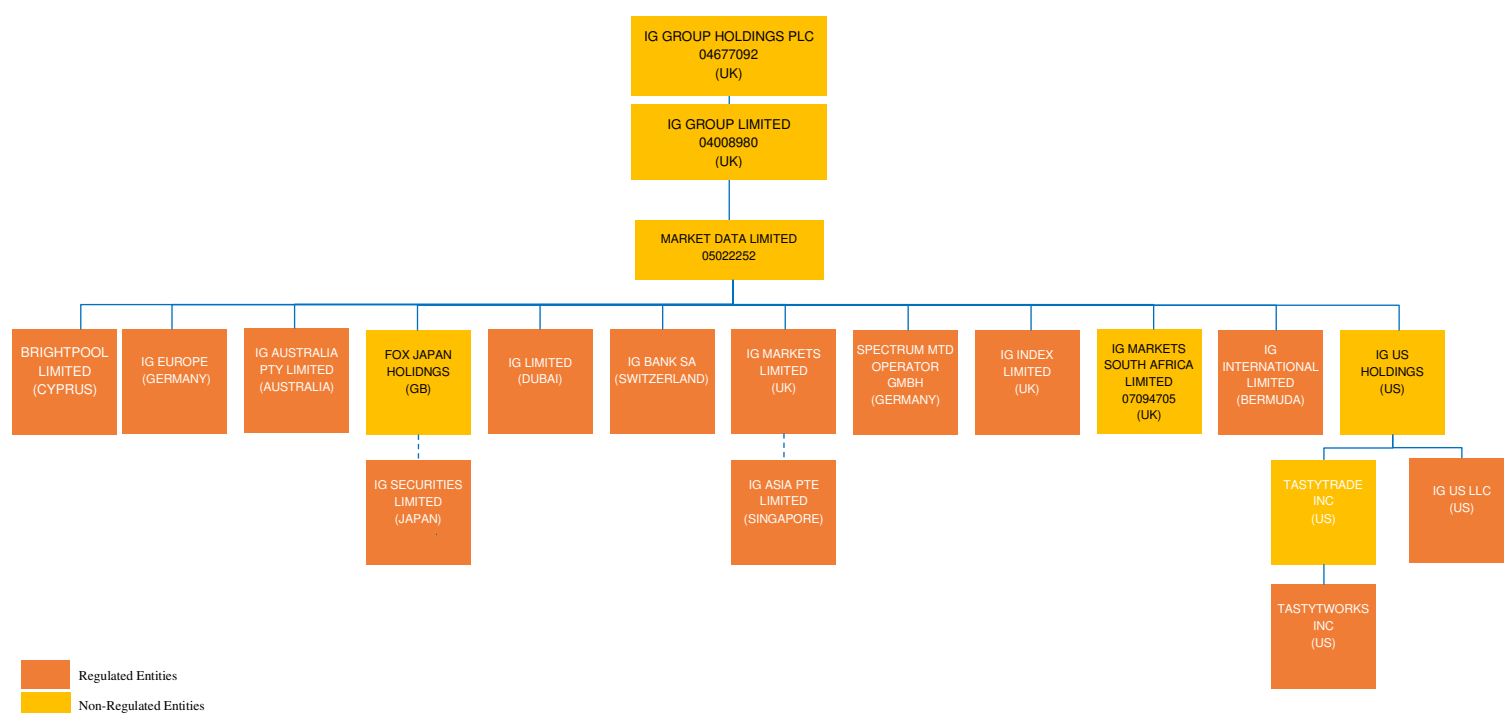 IG GROUP HOLDINGS PLC
04677092
(UK)
IG GROUP LIMITED
04008980
(UK)
MARKET DATA LIMITED
05022252
BRIGHTPOOL
LIMITED
(CYPRUS)
IG EUROPE
(GERMANY)
IG AUSTRALIA
PTY LIMITED
(AUSTRALIA)
FOX JAPAN
HOLIDNGS
(GB)
IG LIMITED
(DUBAI)
IG BANK SA
(SWITZERLAND)
IG MARKETS
LIMITED
(UK)
SPECTRUM MTD
OPERATOR
GMBH
(GERMANY)
IG INDEX
LIMITED
(UK)
IG MARKETS
SOUTH AFRICA
LIMITED
07094705
(UK)
IG
INTERNATIONAL
LIMITED
(BERMUDA)
IG US
HOLDINGS
(US)
IG SECURITIES
LIMITED
(JAPAN)
IG ASIA PTE
LIMITED
(SINGAPORE)
TASTYTRADE
INC
(US)
IG US LLC
(US)
TASTYTWORKS
INC
(US)
Regulated Entities
Non-Regulated Entities